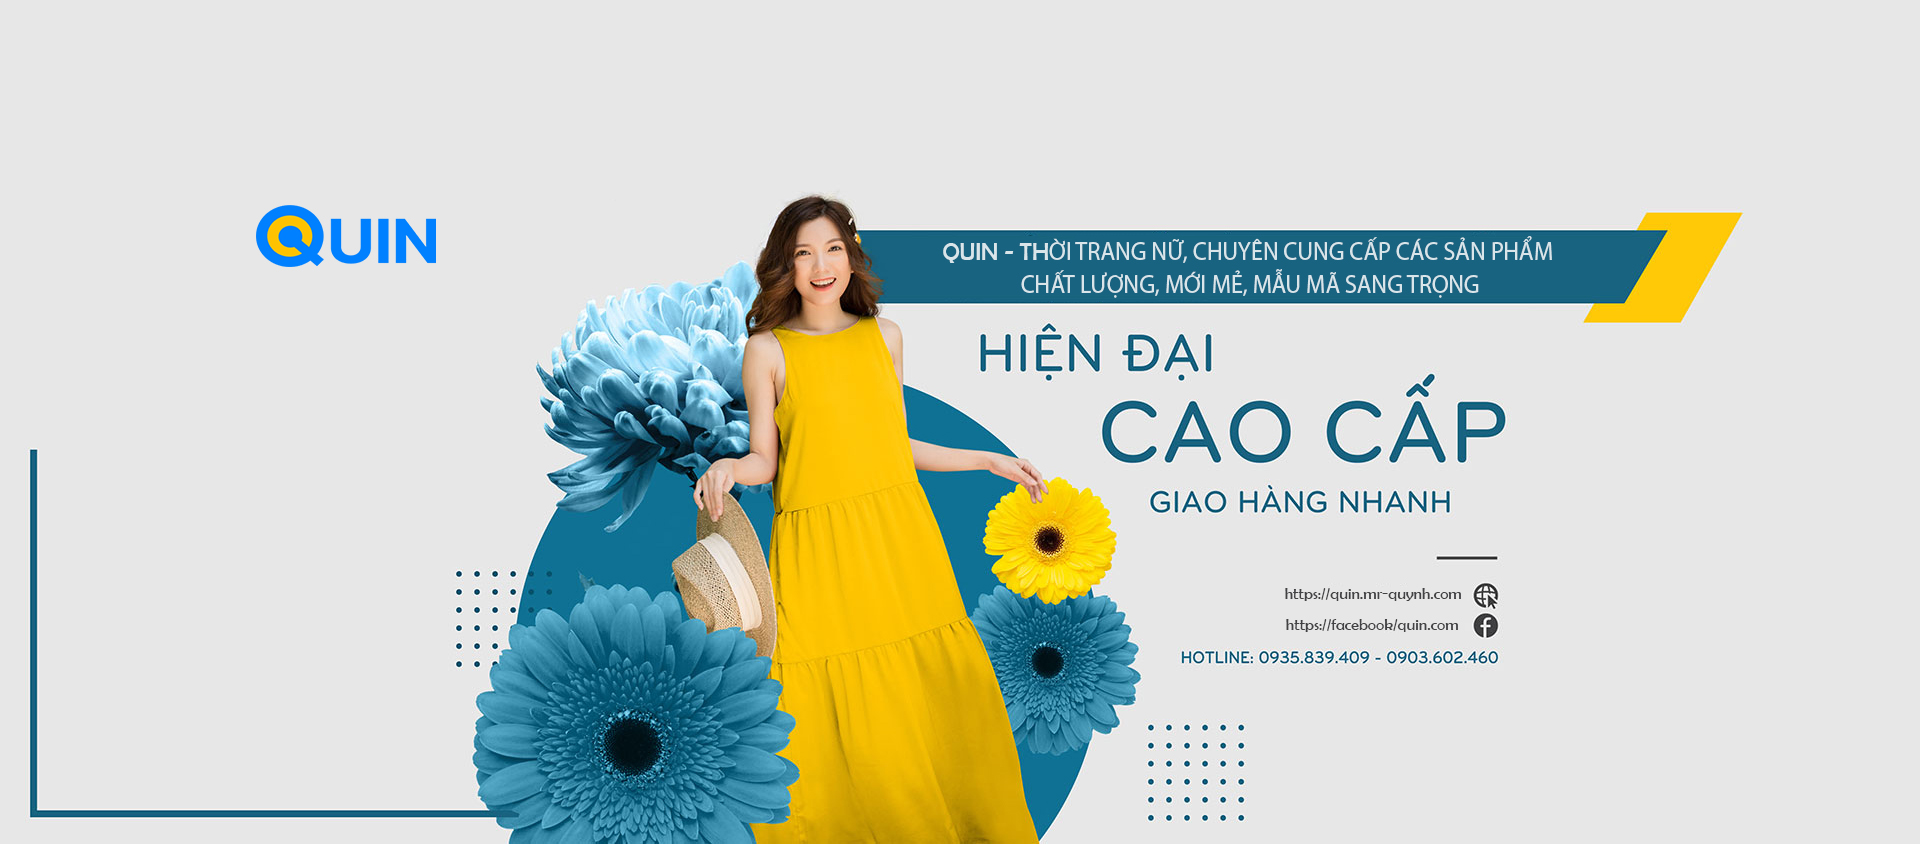 QUIN
QUIN - THỜI TRANG NỮ, CHUYÊN CUNG CẤP CÁC SẢN PHẨM
CHẤT LƯỢNG, MỚI MẺ, MẪU MÃ SANG TRỌNG
HIỆN ĐẠI
CAO CẤP
GIAO HÀNG NHANH
https://quin.mr-quynh.com
https://facebook/quin.com
HOTLINE: 0935.839.409 - 0903.602.460